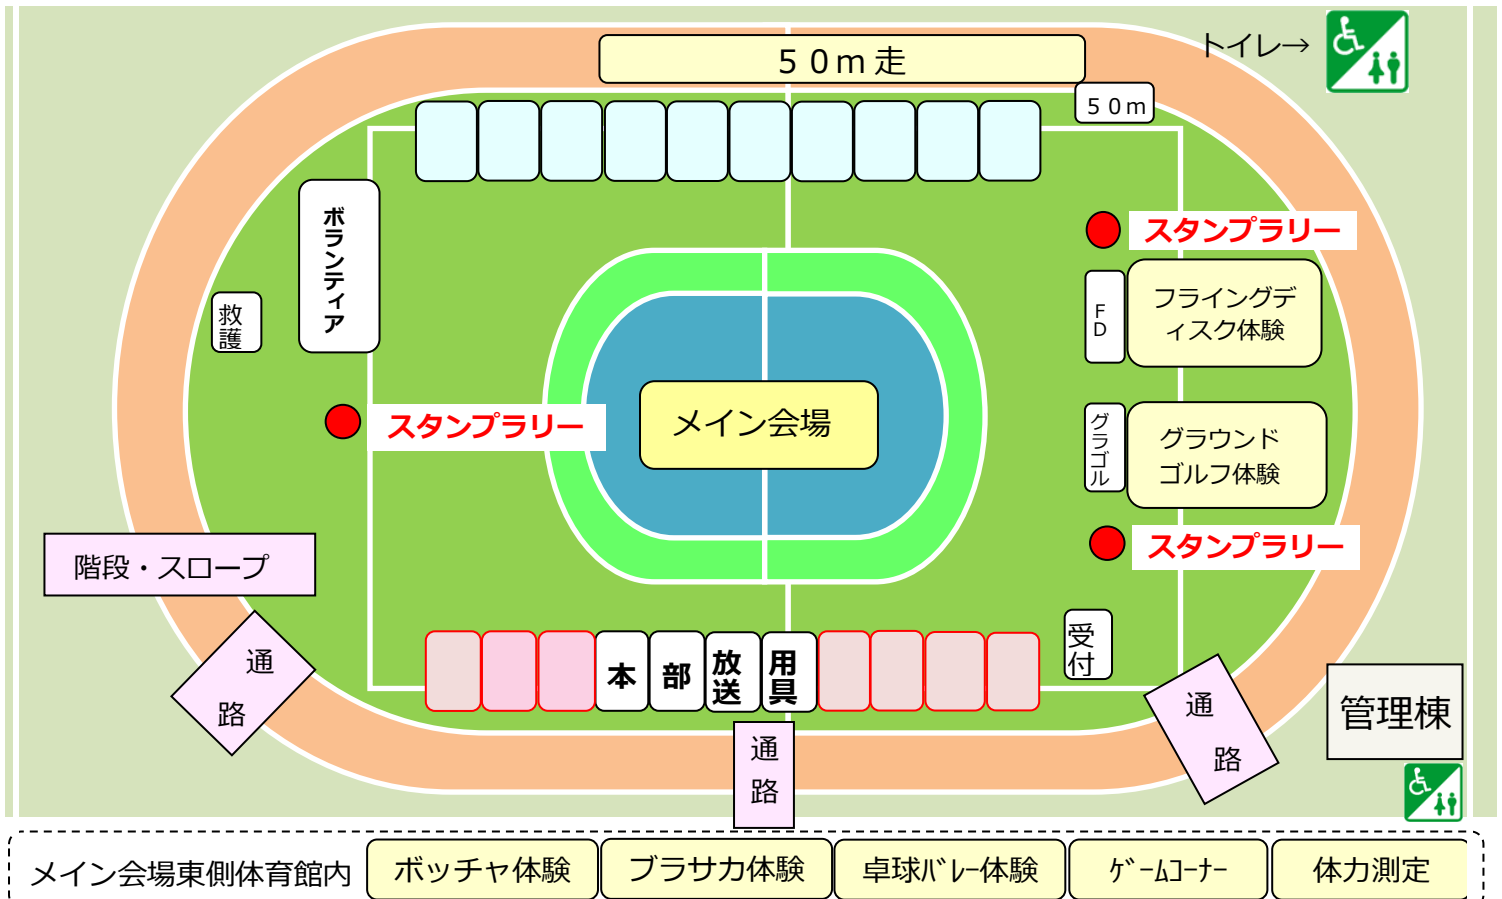 ５０ｍ走
トイレ→
５０ｍ
ボランティア
スタンプラリー
救護
FD
フライングデ
ィスク体験
メイン会場
スタンプラリー
グラゴル
グラウンド
ゴルフ体験
スタンプラリー
階段・スロープ
受付
通路
本
部
放送
用具
通路
通路
管理棟
メイン会場東側体育館内
ボッチャ体験
ブラサカ体験
卓球ﾊﾞﾚｰ体験
ｹﾞｰﾑｺｰﾅｰ
体力測定